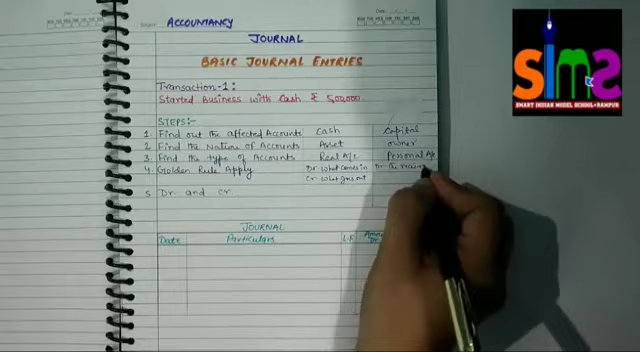 ACCOUNTANCY
JOURNAL
BASIC JOURNAL ENTRIES
Transaction-1:
Started Business with Cash ₹ 5,00,000
STEPS:-
1. Find out the affected Accounts Cash Capital
2 Find the Nature of Accounts Asset owner
3. Find the type of Accounts Real A/c Personal A/c
4. Golden Rule Apply Dr what comes in Dr the
Cr what goes out
5 Dr and Cr
JOURNAL
Date Particulars L.F
SIMS
SMART INDIAN MODEL SCHOOL-RAMPUR